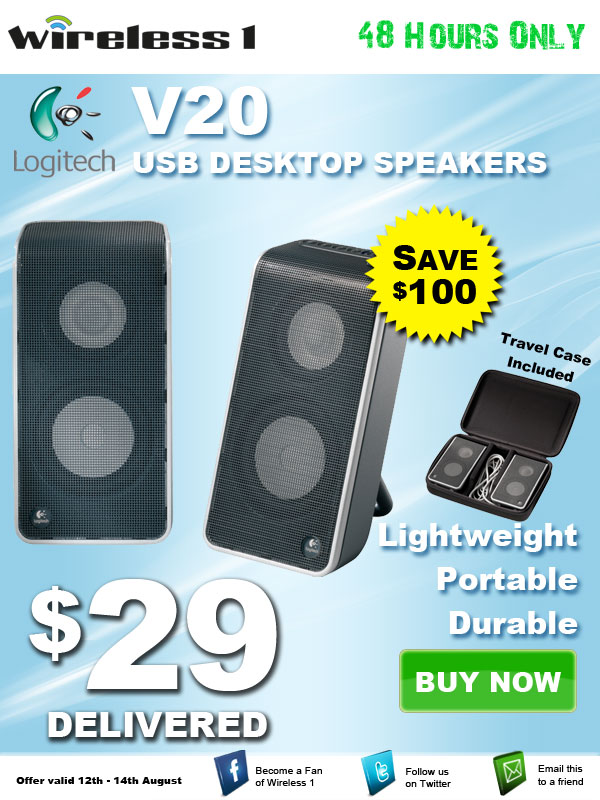 wireless 1
48 Hours Only
Logitech
V20
USB DESKTOP SPEAKERS
SAVE
$100
Travel Case
Included
Logitech
Lightweight
Portable
Durable
$29
DELIVERED
BUY NOW
Offer valid 12th - 14th August
Become a Fan
of Wireless 1
Follow us
on Twitter
Email this
to a friend